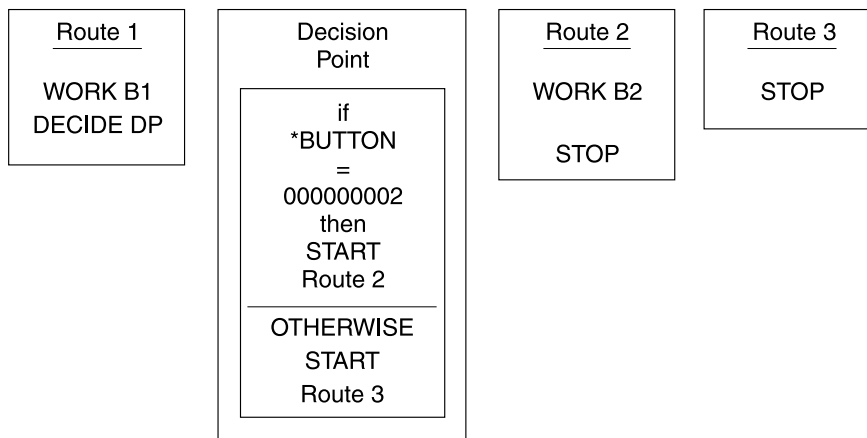 Route 1
WORK B1
DECIDE DP
Decision
Point
if
*BUTTON
=
000000002
then
START
Route 2
OTHERWISE
START
Route 3
Route 2
WORK B2
STOP
Route 3
STOP